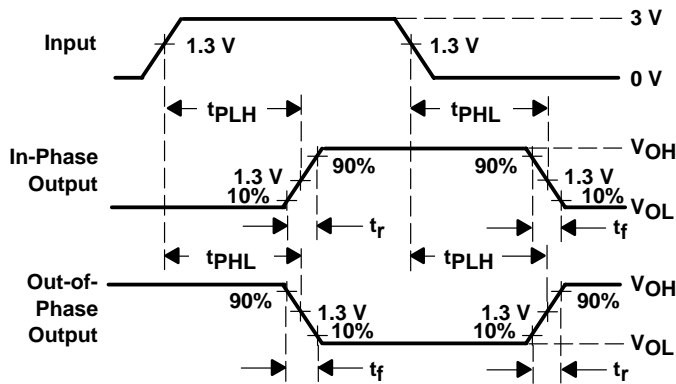 Input
1.3 V
1.3 V
3 V
0 V
tPLH
tPHL
In-Phase
Output
1.3 V
10%
90%
90%
1.3 V
10%
VOH
VOL
tr
tf
tPHL
tPLH
Out-of-
Phase
Output
90%
1.3 V
10%
1.3 V
10%
90%
VOH
VOL
tf
tr